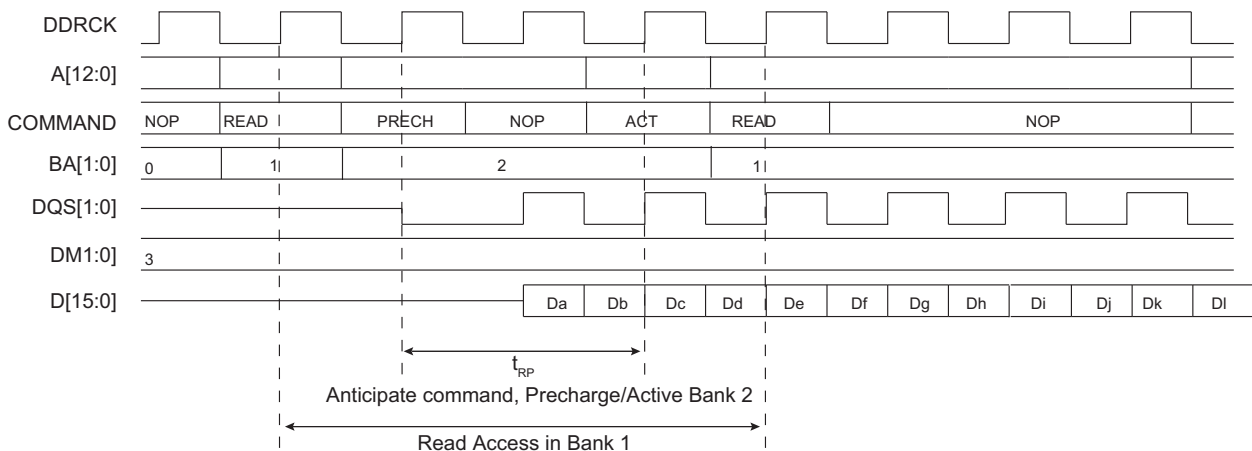 DDRCK
A[12:0]
COMMAND NOP READ PRECH NOP ACT READ NOP
BA[1:0] 0 1 2 1
DQS[1:0]
DM1:0] 3
D[15:0] Da Db Dc Dd De Df Dg Dh Di Dj Dk Dl
tRP
Anticipate command, Precharge/Active Bank 2
Read Access in Bank 1